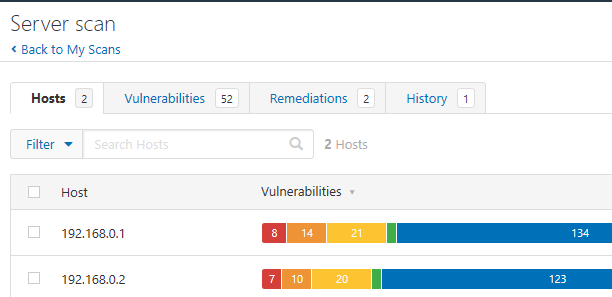 Server scan
Back to My Scans
Hosts 2 Vulnerabilities 52 Remediations 2 History 1
Filter Search Hosts 2 Hosts
Host Vulnerabilities
192.168.0.1 8 14 21 134
192.168.0.2 7 10 20 123